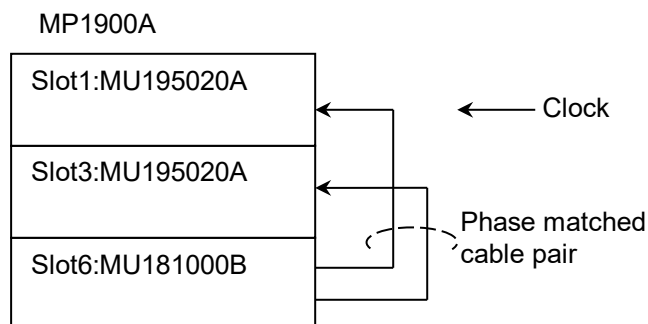 MP1900A
Slot1:MU195020A
Clock
Slot3:MU195020A
Phase matched
cable pair
Slot6:MU181000B